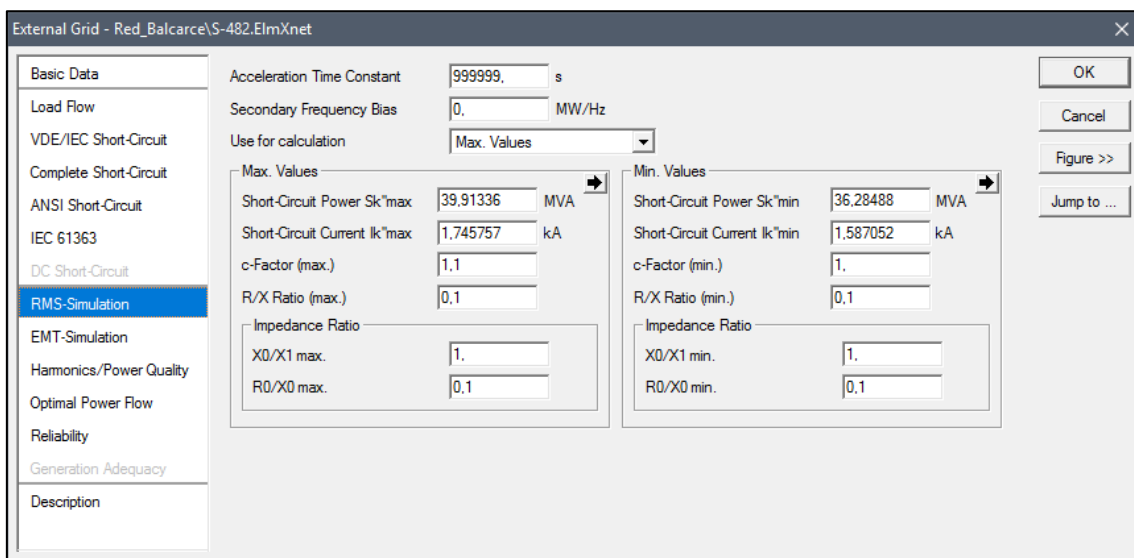 External Grid - Red_Balcarce\S-482.ElmXnet
Basic Data
Load Flow
VDE/IEC Short-Circuit
Complete Short-Circuit
ANSI Short-Circuit
IEC 61363
DC Short-Circuit
RMS-Simulation
EMT-Simulation
Harmonics/Power Quality
Optimal Power Flow
Reliability
Generation Adequacy
Description
Acceleration Time Constant 999999, s
Secondary Frequency Bias 0, MW/Hz
Use for calculation Max. Values
Max. Values
Short-Circuit Power Sk"max 39,91336 MVA
Short-Circuit Current Ik"max 1,745757 kA
c-Factor (max.) 1,1
R/X Ratio (max.) 0,1
Impedance Ratio
X0/X1 max. 1,
R0/X0 max. 0,1
Min. Values
Short-Circuit Power Sk"min 36,28488 MVA
Short-Circuit Current Ik"min 1,587052 kA
c-Factor (min.) 1,
R/X Ratio (min.) 0,1
Impedance Ratio
X0/X1 min. 1,
R0/X0 min. 0,1
OK
Cancel
Figure >>
Jump to ...